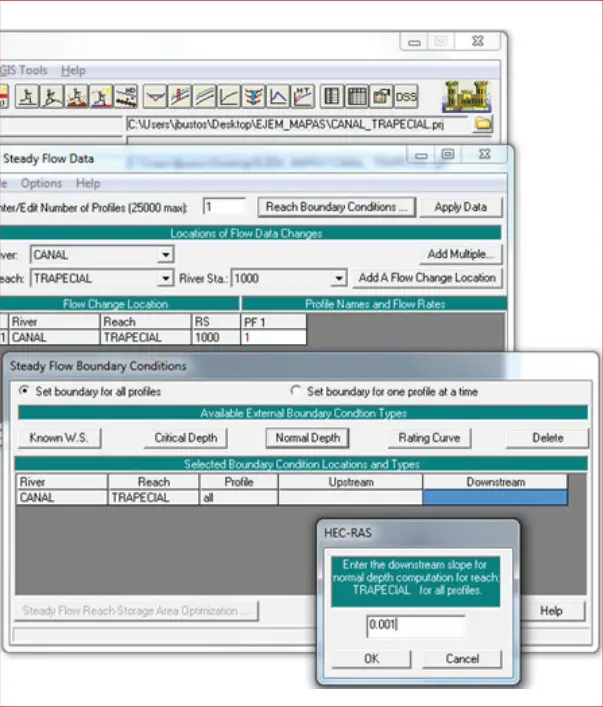 GIS Tools Help
HD MT DSS
C:\Users\jbustos\Desktop\EJEM_MAPAS\CANAL_TRAPECIAL.prj
Steady Flow Data
Options Help
nter/Edit Number of Profiles (25000 max): 1 Reach Boundary Conditions ... Apply Data
Locations of Flow Data Changes
iver: CANAL Add Multiple...
each: TRAPECIAL River Sta.: 1000 Add A Flow Change Location
Flow Change Location Profile Names and Flow Rates
River Reach RS PF 1
1 CANAL TRAPECIAL 1000 1
Steady Flow Boundary Conditions
Set boundary for all profiles Set boundary for one profile at a time
Available External Boundary Condtion Types
Known W.S. Critical Depth Normal Depth Rating Curve Delete
Selected Boundary Condition Locations and Types
River Reach Profile Upstream Downstream
CANAL TRAPECIAL all
HEC-RAS
Enter the downstream slope for
normal depth computation for reach:
TRAPECIAL for all profiles.
Steady Flow Reach-Storage Area Optimization ... Help
0.001
OK Cancel